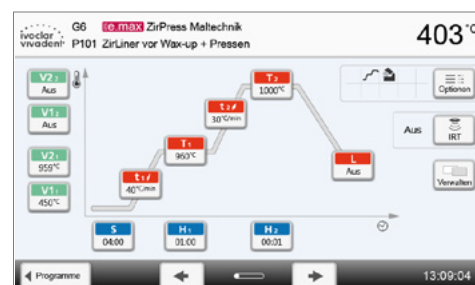 ivoclar vivadent
G6 e.max ZirPress Maltechnik
P101 ZirLiner vor Wax-up + Pressen
403°C
V2₂ Aus
V1₂ Aus
V2₁ 959°C
V1₁ 450°C
T₂ 1000°C
t₂ 30°C/min
T₁ 960°C
t₁ 40°C/min
L Aus
S 04:00
H₁ 01:00
H₂ 00:01
Optionen
Aus IRT
Verwalten
Programme
13:09:04